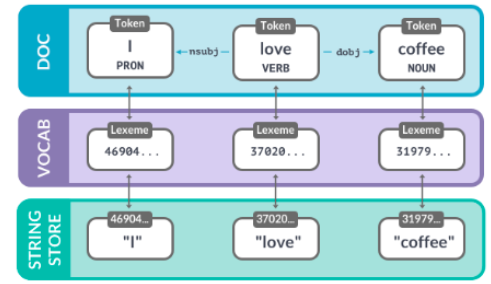 DOC
Token Token Token
I love coffee
nsubj dobj
PRON VERB NOUN
VOCAB
Lexeme Lexeme Lexeme
46904... 37020... 31979...
STRING
STORE
46904... 37020... 31979...
"I" "love" "coffee"